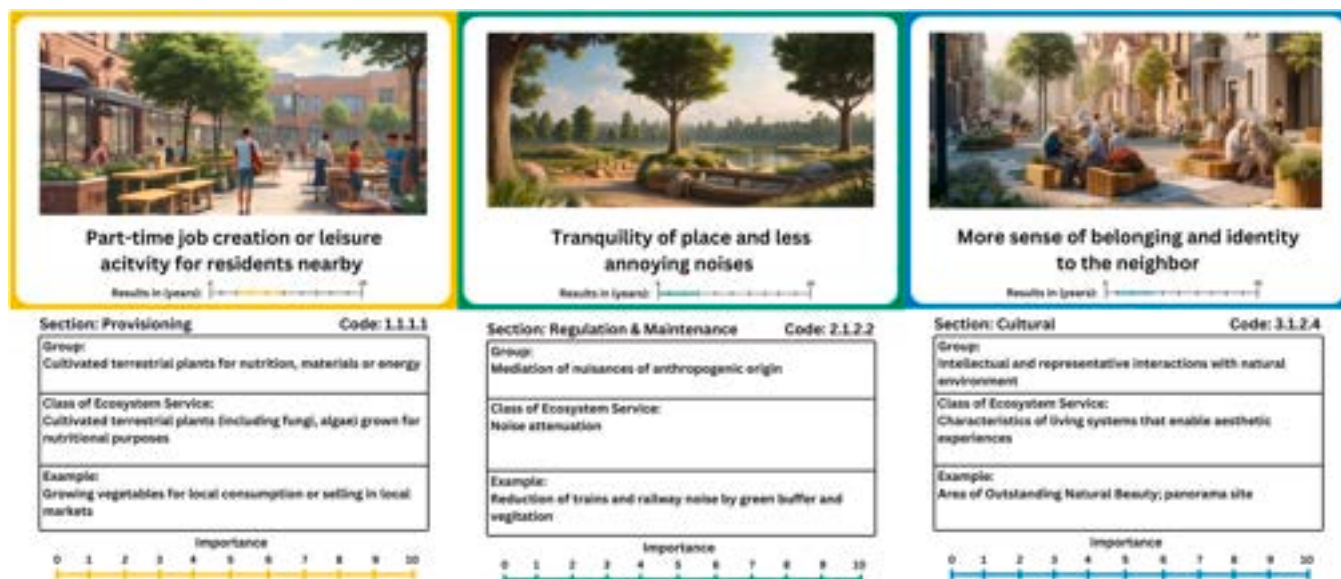 Part-time job creation or leisure
acitvity for residents nearby
Results in (years):
Section: Provisioning Code: 1.1.1.1
Group:
Cultivated terrestrial plants for nutrition, materials or energy
Class of Ecosystem Service:
Cultivated terrestrial plants (including fungi, algae) grown for
nutritional purposes
Example:
Growing vegetables for local consumption or selling in local
markets
Importance
0 1 2 3 4 5 6 7 8 9 10
Tranquility of place and less
annoying noises
Results in (years):
Section: Regulation & Maintenance Code: 2.1.2.2
Group:
Mediation of nuisances of anthropogenic origin
Class of Ecosystem Service:
Noise attenuation
Example:
Reduction of trains and railway noise by green buffer and
vegitation
Importance
0 1 2 3 4 5 6 7 8 9 10
More sense of belonging and identity
to the neighbor
Results in (years):
Section: Cultural Code: 3.1.2.4
Group:
Intellectual and representative interactions with natural
environment
Class of Ecosystem Service:
Characteristics of living systems that enable aesthetic
experiences
Example:
Area of Outstanding Natural Beauty; panorama site
Importance
0 1 2 3 4 5 6 7 8 9 10